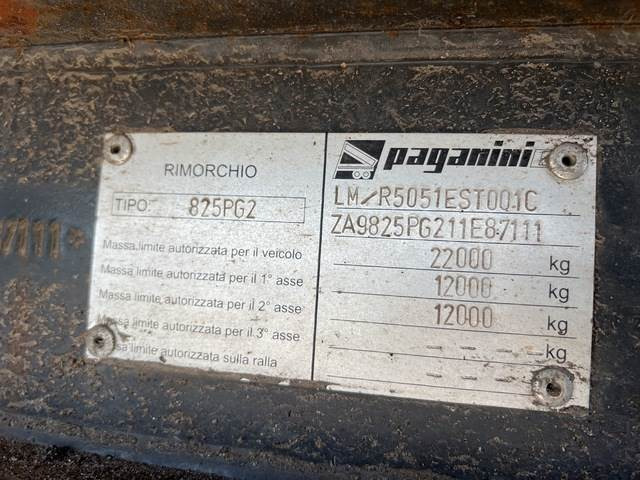 RIMORCHIO
TIPO: 825PG2
Massa limite autorizzata per il veicolo
Massa limite autorizzata per il 1° asse
Massa limite autorizzata per il 2° asse
Massa limite autorizzata per il 3° asse
limite autorizzata sulla ralla
paganini
LM/R5051EST001C
ZA9825PG211E87111
22000 kg
12000 kg
12000 kg
- - - - kg
- - - -
7111*